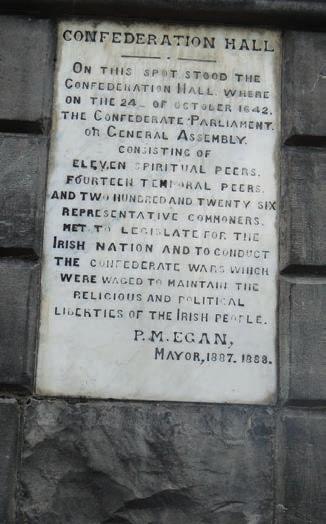 CONFEDERATION HALL
ON THIS SPOT STOOD THE
CONFEDERATION HALL. WHERE
ON THE 24_ OF OCTOBER 1642.
THE CONFEDERATE PARLIAMENT.
OR GENERAL ASSEMBLY.
CONSISTING OF
ELEVEN SPIRITUAL PEERS.
FOURTEEN TEMPORAL PEERS.
AND TWO HUNDRED AND TWENTY SIX
REPRESENTATIVE COMMONERS.
MET TO LEGISLATE FOR THE
IRISH NATION AND TO CONDUCT
THE CONFEDERATE WARS WHICH
WERE WAGED TO MAINTAIN THE
RELIGIOUS AND POLITICAL
LIBERTIES OF THE IRISH PEOPLE.
P.M.EGAN,
MAYOR, 1887. 1888.